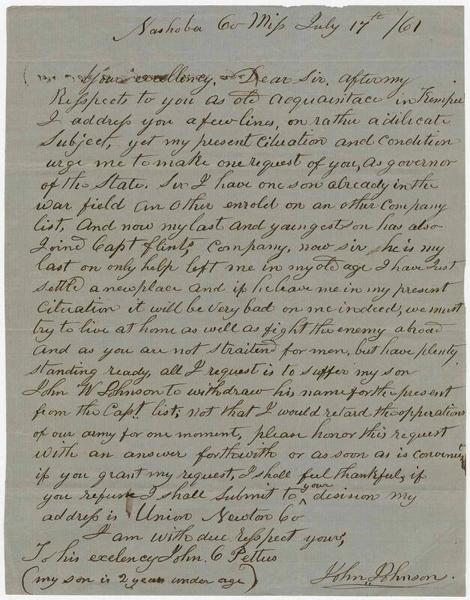 Nashoba Co Miss July 17th /61
Your excellency, Dear Sir, after my
Respects to you as old acquaintace in Kemper
I address you a few lines, on rather a dilicate
Subject, yet my present Cituation and condition
urge me to make one request of you, as governor
of the State. Sir I have one son already in the
war field an other enrold on an other Company
list, and now my last and youngest son has also
Joind Capt Flint's Company, now sir he is my
last on only help left me in my old age I have Just
settld a new place and if he leave me in my present
Cituation it will be very bad on me indeed, we must
try to live at home as well as fight the enemy abroad
and as you are not straitend for men, but have plenty
standing ready, all I request is to suffer my son
John W Johnson to withdraw his name for the present
from the Capt list; not that I would retard the opperations
of our army for one moment, pleas honor this request
with an answer forthwith or as soon as is convenient
if you grant my request, I shall feel thankful, if
you refuse I shall submit to your disision my
address is Union Newton Co
I am with due respect yours,
To his exelency John. C Pettus
(my son is 2, years under age) John Johnson.